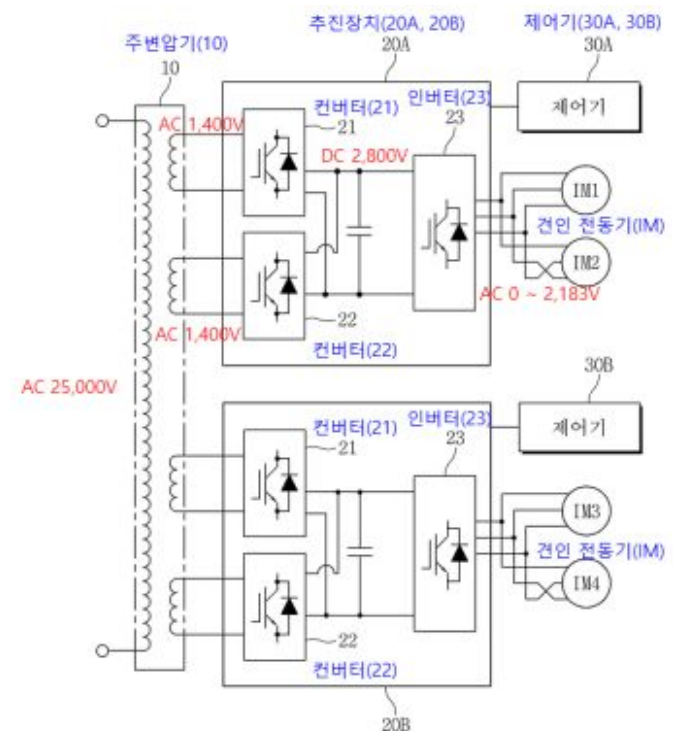 추진장치(20A, 20B)
제어기(30A, 30B)
주변압기(10)
10
20A
30A
컨버터(21)
인버터(23)
제어기
AC 1,400V
21
23
DC 2,800V
IM1
견인 전동기(IM)
IM2
AC 0 ~ 2,183V
22
AC 1,400V
컨버터(22)
AC 25,000V
30B
컨버터(21)
인버터(23)
제어기
21
23
IM3
견인 전동기(IM)
IM4
22
컨버터(22)
20B